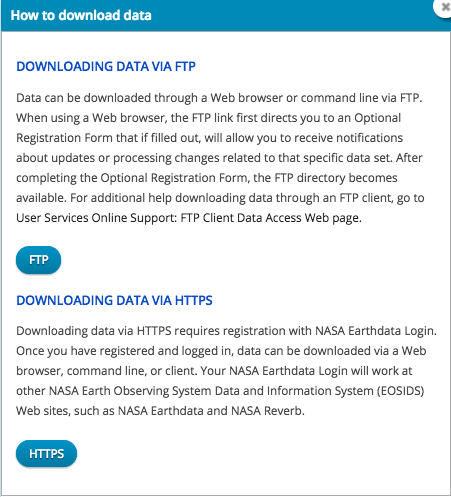 How to download data
DOWNLOADING DATA VIA FTP
Data can be downloaded through a Web browser or command line via FTP.
When using a Web browser, the FTP link first directs you to an Optional
Registration Form that if filled out, will allow you to receive notifications
about updates or processing changes related to that specific data set. After
completing the Optional Registration Form, the FTP directory becomes
available. For additional help downloading data through an FTP client, go to
User Services Online Support: FTP Client Data Access Web page.
FTP
DOWNLOADING DATA VIA HTTPS
Downloading data via HTTPS requires registration with NASA Earthdata Login.
Once you have registered and logged in, data can be downloaded via a Web
browser, command line, or client. Your NASA Earthdata Login will work at
other NASA Earth Observing System Data and Information System (EOSIDS)
Web sites, such as NASA Earthdata and NASA Reverb.
HTTPS